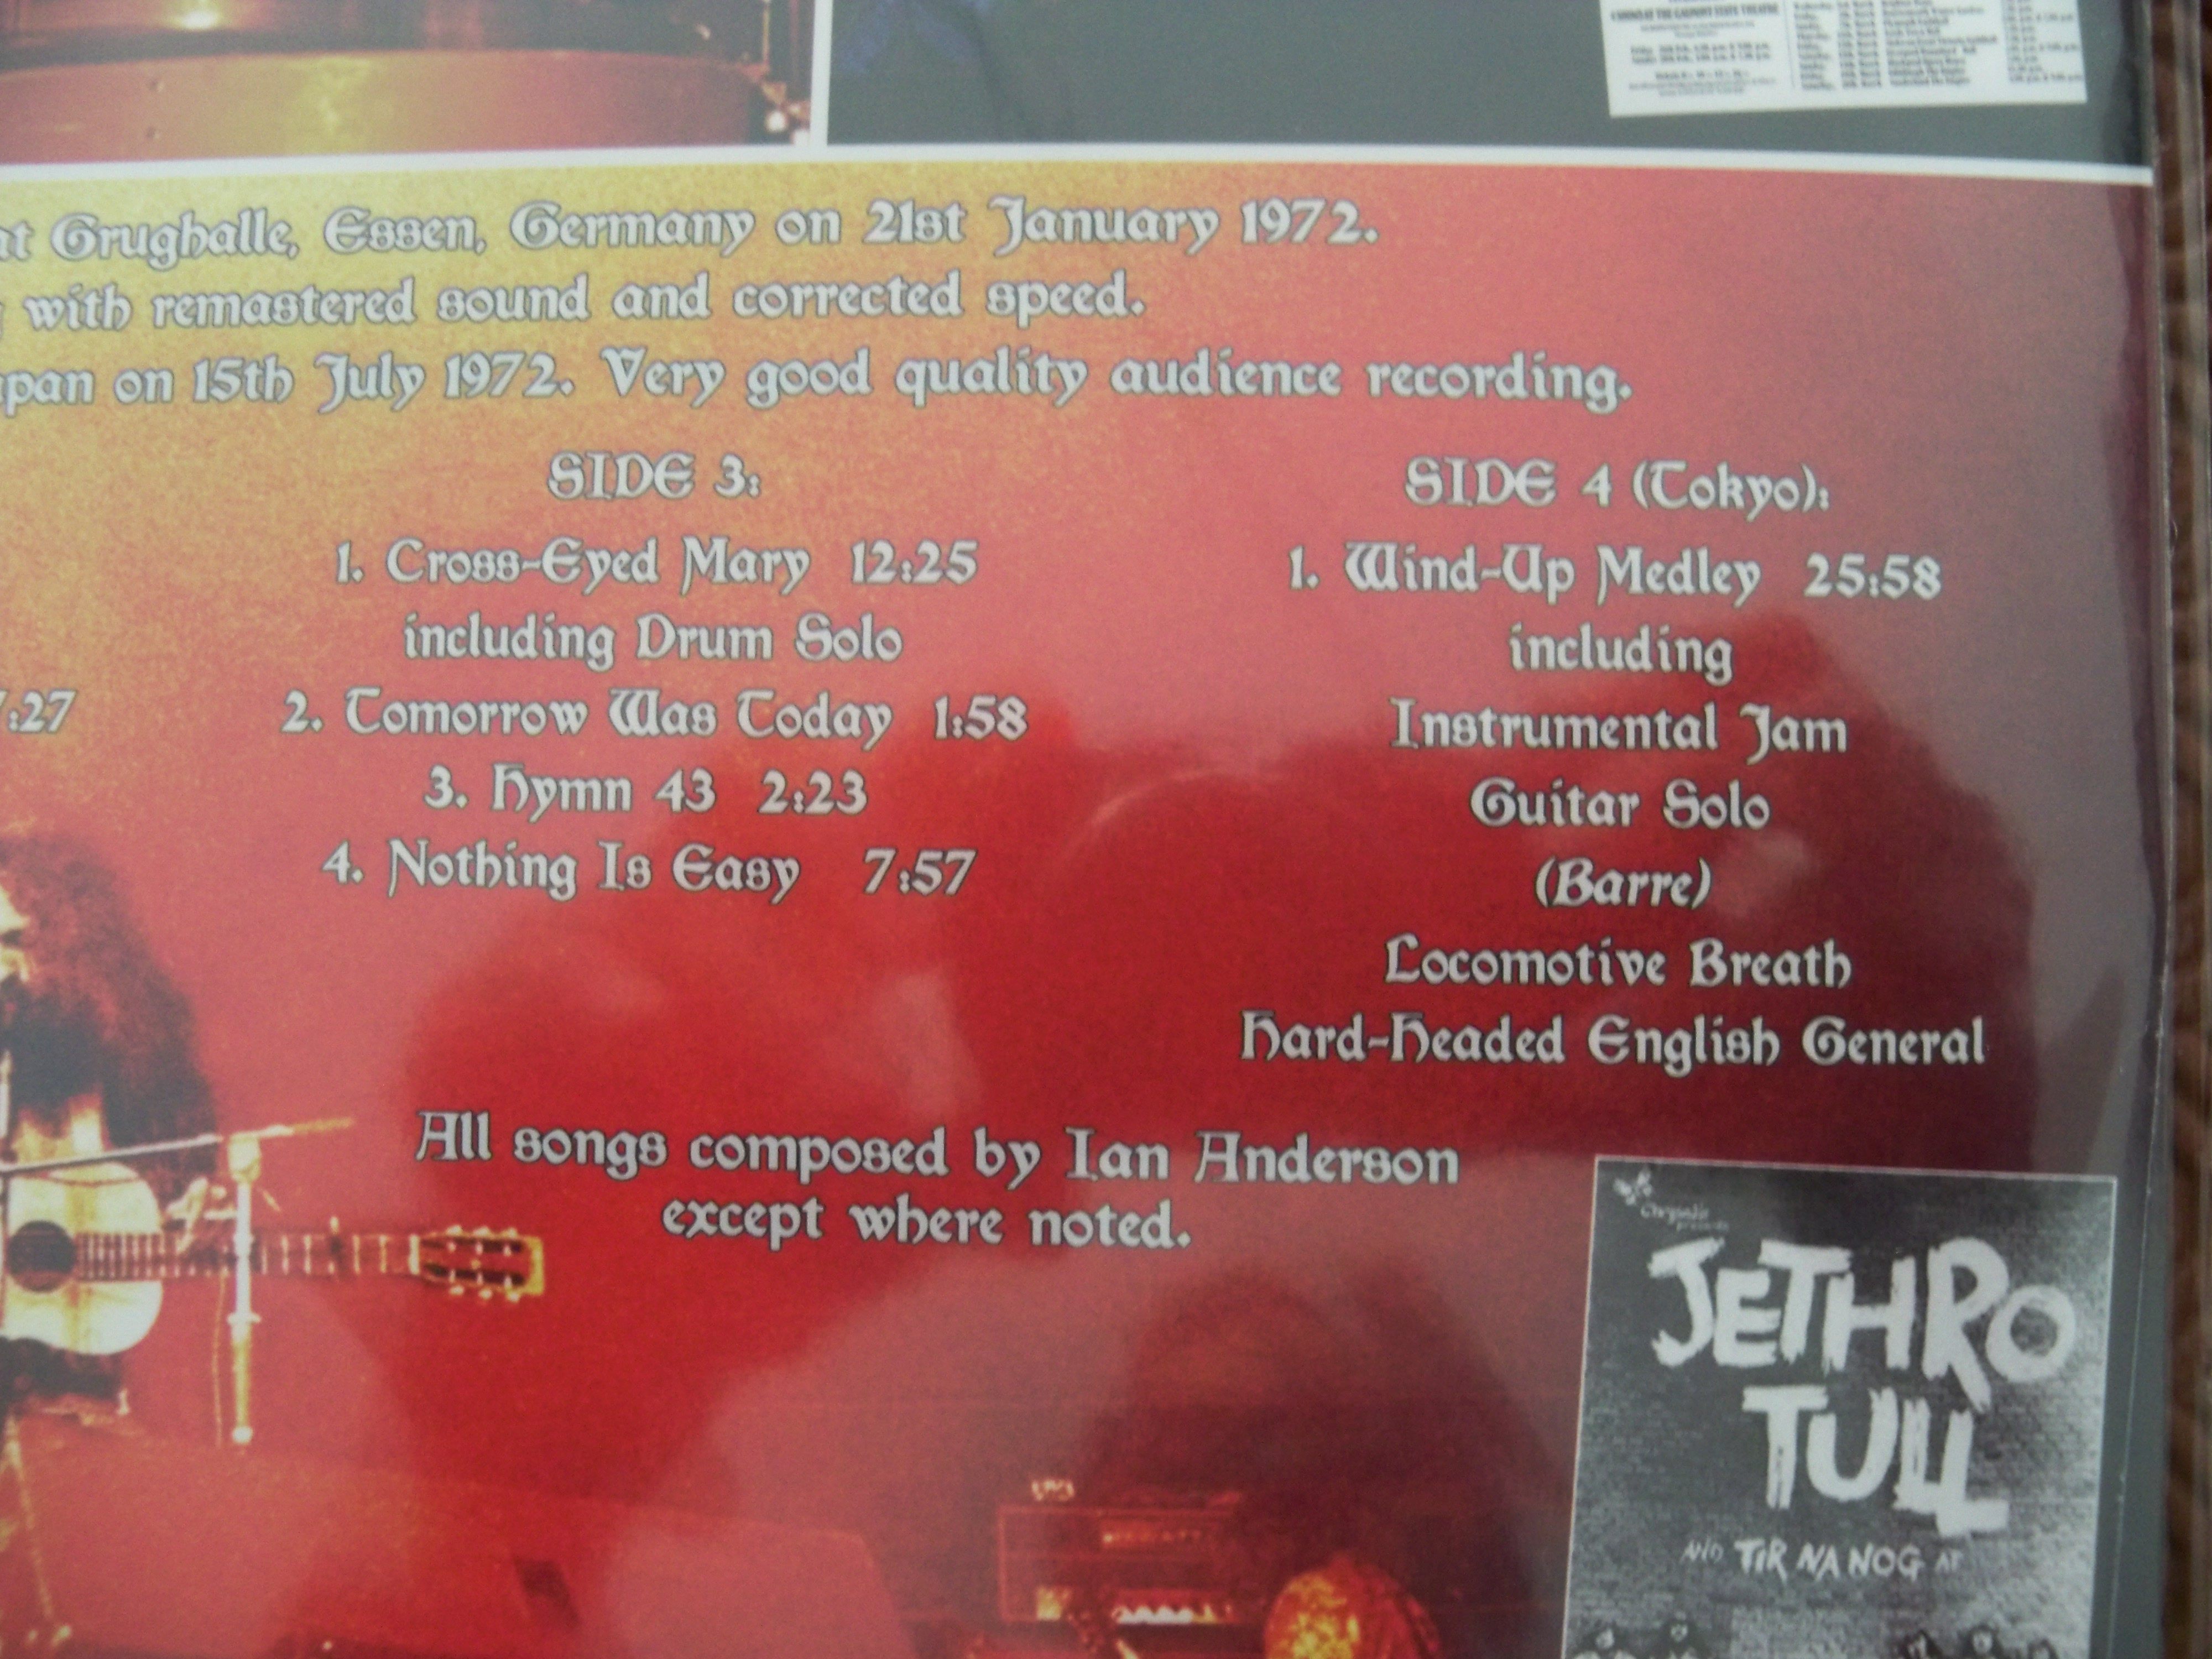 at Grughalle, Essen, Germany on 21st January 1972.
with remastered sound and corrected speed.
on 15th July 1972. Very good quality audience recording.
SIDE 3:
1. Cross-Eyed Mary 12:25
including Drum Solo
2. Tomorrow Was Today 1:58
3. Hymn 43 2:23
4. Nothing Is Easy 7:57
:27
SIDE 4 (Tokyo):
1. Wind-Up Medley 25:58
including
Instrumental Jam
Guitar Solo
(Barre)
Locomotive Breath
Hard-Headed English General
All songs composed by Ian Anderson
except where noted.
Chrysalis
presents
JETHRO
TULL
AND TIR NA NOG AT